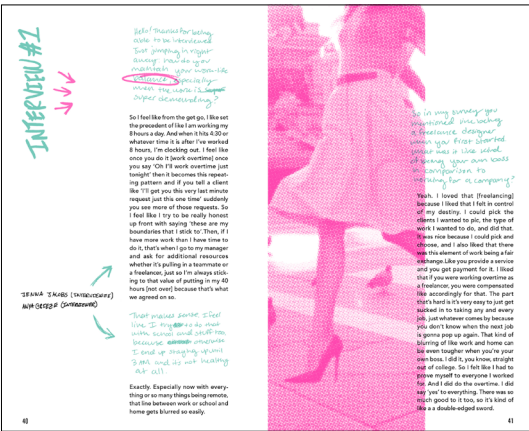 INTERVIEW #1
Hello! Thanks for being
able to be interviewed.
Just jumping in right
away how do you
maintain your work-life
balance especially
when the work is
super demanding?
So I feel like from the get go, I like set
the precedent of like I am working my
8 hours a day. And when it hits 4:30 or
whatever time it is after I've worked
8 hours, I'm clocking out. I feel like
once you do it [work overtime] once
you say 'Oh I'll work overtime just
tonight' then it becomes this repeat-
ing pattern and if you tell a client
like 'I'll get you this very last minute
request just this one time' suddenly
you see more of those requests. So
I feel like I try to be really honest
up front with saying 'these are my
boundaries that I stick to'. Then, if I
have more work than I have time to
do it, that's when I go to my manager
and ask for additional resources
whether it's pulling in a teammate or
a freelancer, just so I'm always stick-
ing to that value of putting in my 40
hours [not over] because that's what
we agreed on.
JENNA JACOBS (INTERVIEWEE)
(INTERVIEWER)
That makes sense. I feel
like I try to do that
with school and stuff too,
because otherwise
I end up staying up until
3 AM and its not healthy
at all.
Exactly. Especially now with every-
thing or so many things being remote,
that line between work or school and
home gets blurred so easily.
40
So in my survey you
mentioned like being
a freelance designer
when you first started
what was it like kind
of being your own boss
in comparison to
working for a company?
Yeah. I loved that [freelancing]
because I liked that I felt in control
of my destiny. I could pick the
clients I wanted to pic, the type of
work I wanted to do, and did that.
It was nice because I could pick and
choose, and I also liked that there
was this element of work being a fair
exchange. Like you provide a service
and you get payment for it. I liked
that if you were working overtime as
a freelancer, you were compensated
like accordingly for that. The part
that's hard is it's very easy to just get
sucked in to taking any and every
job, just whatever comes by because
you don't know when the next job
is gonna pop up again. That kind of
blurring of like work and home can
be even tougher when you're your
own boss. I did it, you know, straight
out of college. So I felt like I had to
prove myself to everyone I worked
for. And I did do the overtime. I did
say 'yes' to everything. There was so
much good to it too, so it's kind of
like a a double-edged sword.
41